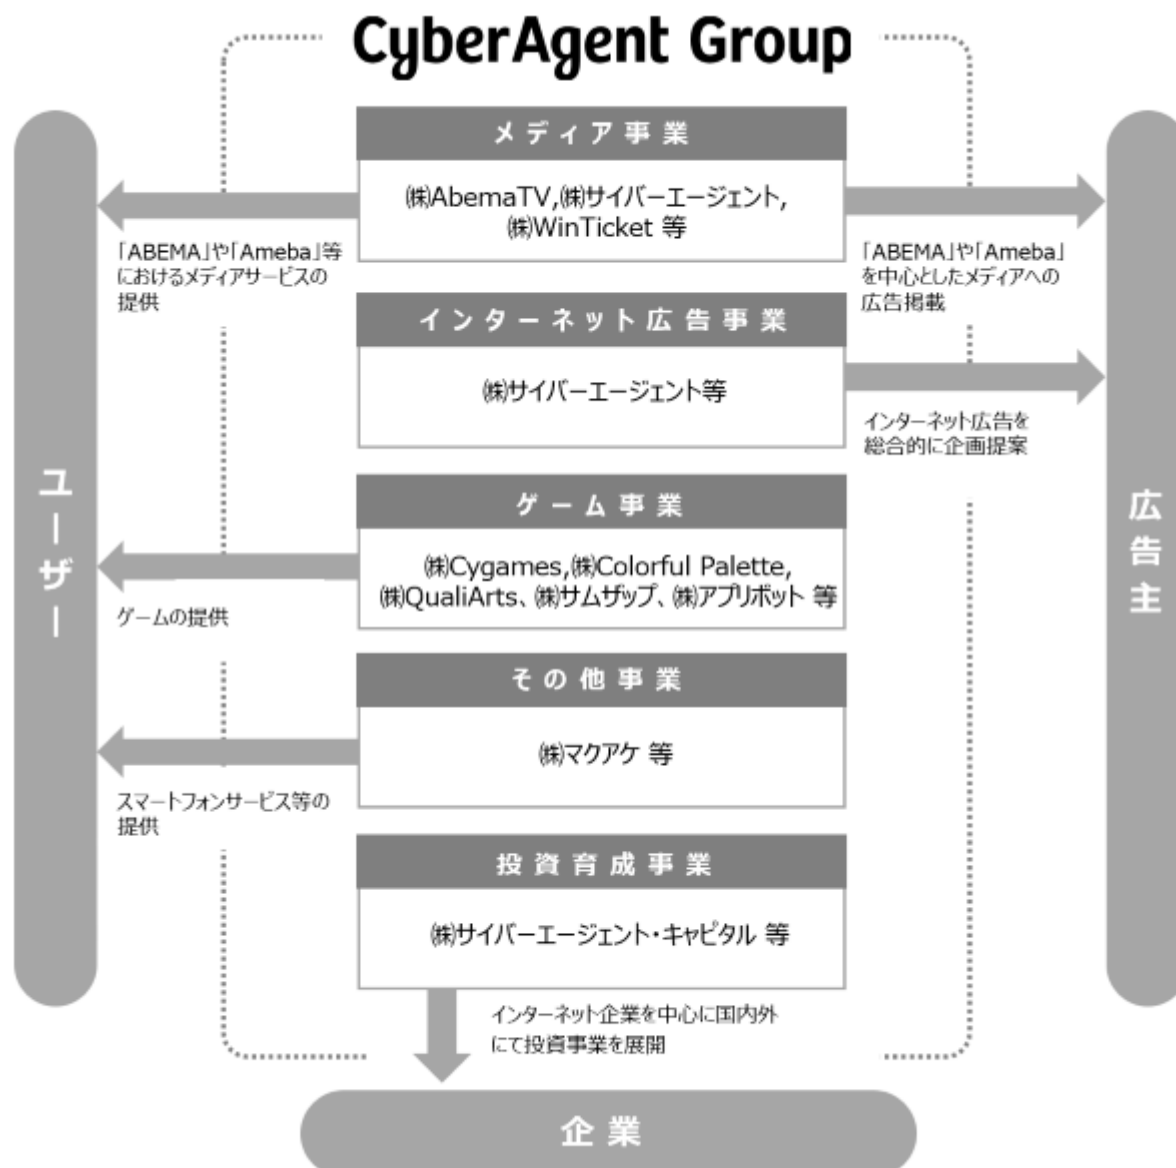 CyberAgent Group
メディア事業
㈱AbemaTV,㈱サイバーエージェント,
㈱WinTicket 等
「ABEMA」や「Ameba」等
におけるメディアサービスの
提供
「ABEMA」や「Ameba」
を中心としたメディアへの
広告掲載
インターネット広告事業
㈱サイバーエージェント等
インターネット広告を
総合的に企画提案
ユーザー
広告主
ゲーム事業
㈱Cygames,㈱Colorful Palette,
㈱QualiArts、㈱サムザップ、㈱アプリボット 等
ゲームの提供
その他事業
㈱マクアケ 等
スマートフォンサービス等の
提供
投資育成事業
㈱サイバーエージェント・キャピタル 等
インターネット企業を中心に国内外
にて投資事業を展開
企業